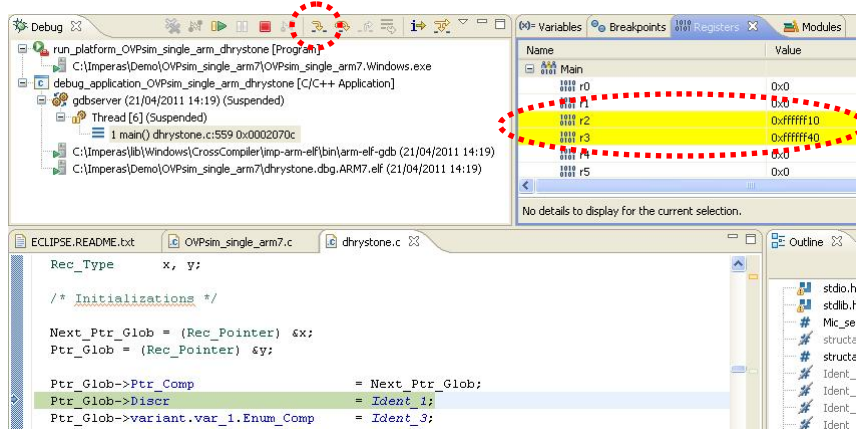 Debug
run_platform_OVPsim_single_arm_dhrystone [Program]
C:\Imperas\Demo\OVPsim_single_arm7\OVPsim_single_arm7.Windows.exe
debug_application_OVPsim_single_arm_dhrystone [C/C++ Application]
gdbserver (21/04/2011 14:19) (Suspended)
Thread [6] (Suspended)
1 main() dhrystone.c:559 0x0002070c
C:\Imperas\lib\Windows\CrossCompiler\imp-arm-elf\bin\arm-elf-gdb (21/04/2011 14:19)
C:\Imperas\Demo\OVPsim_single_arm7\dhrystone.dbg.ARM7.elf (21/04/2011 14:19)
(x)= Variables Breakpoints Registers Modules
Name Value
Main
r0 0x0
r1 0x0
r2 0xffffff10
r3 0xffffff40
r4 0x0
r5 0x0
No details to display for the current selection.
ECLIPSE.README.txt OVPsim_single_arm7.c dhrystone.c
Rec_Type x, y;
/* Initializations */
Next_Ptr_Glob = (Rec_Pointer) &x;
Ptr_Glob = (Rec_Pointer) &y;
Ptr_Glob->Ptr_Comp = Next_Ptr_Glob;
Ptr_Glob->Discr = Ident_1;
Ptr_Glob->variant.var_1.Enum_Comp = Ident_3;
Outline
stdio.h
stdlib.h
Mic_se
structa
structa
Ident_
Ident_
Ident_
Ident